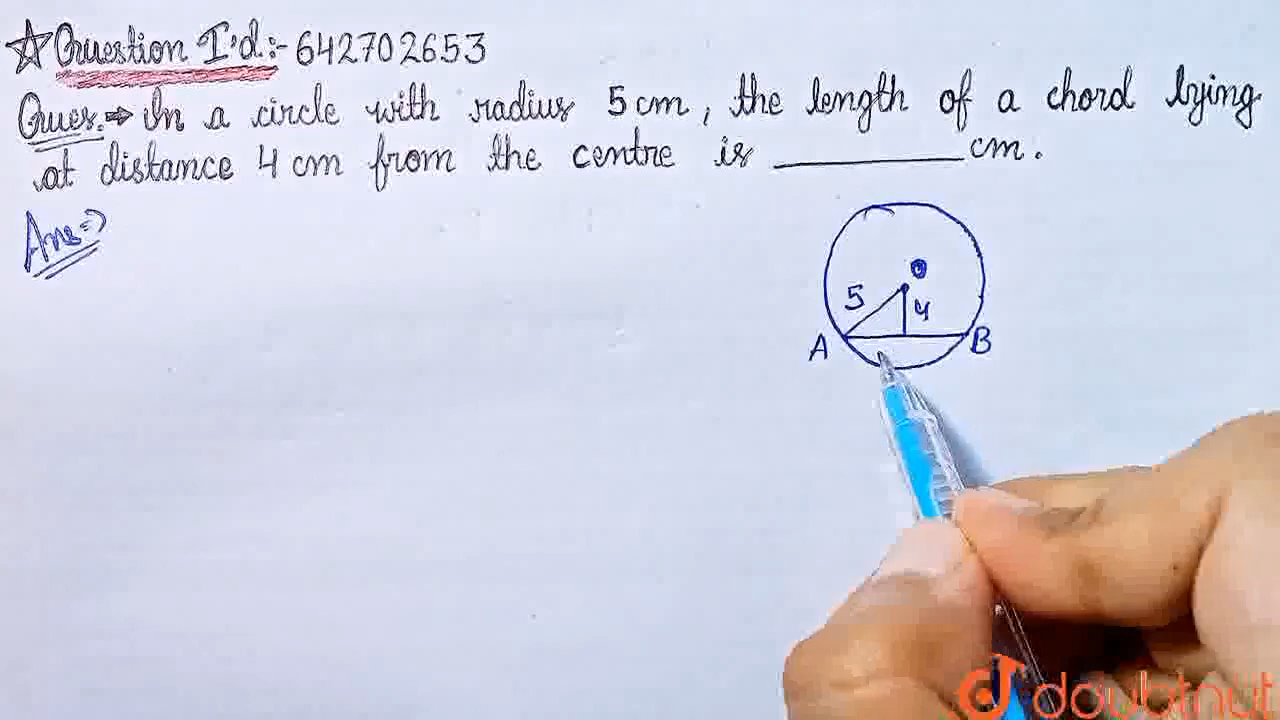 ☆ Question I'd:- 642702653
Ques. ⇒ In a circle with radius 5 cm, the length of a chord lying
at distance 4 cm from the centre is ________ cm.
Ans ⇒
O
5
4
A
B
doubtnut